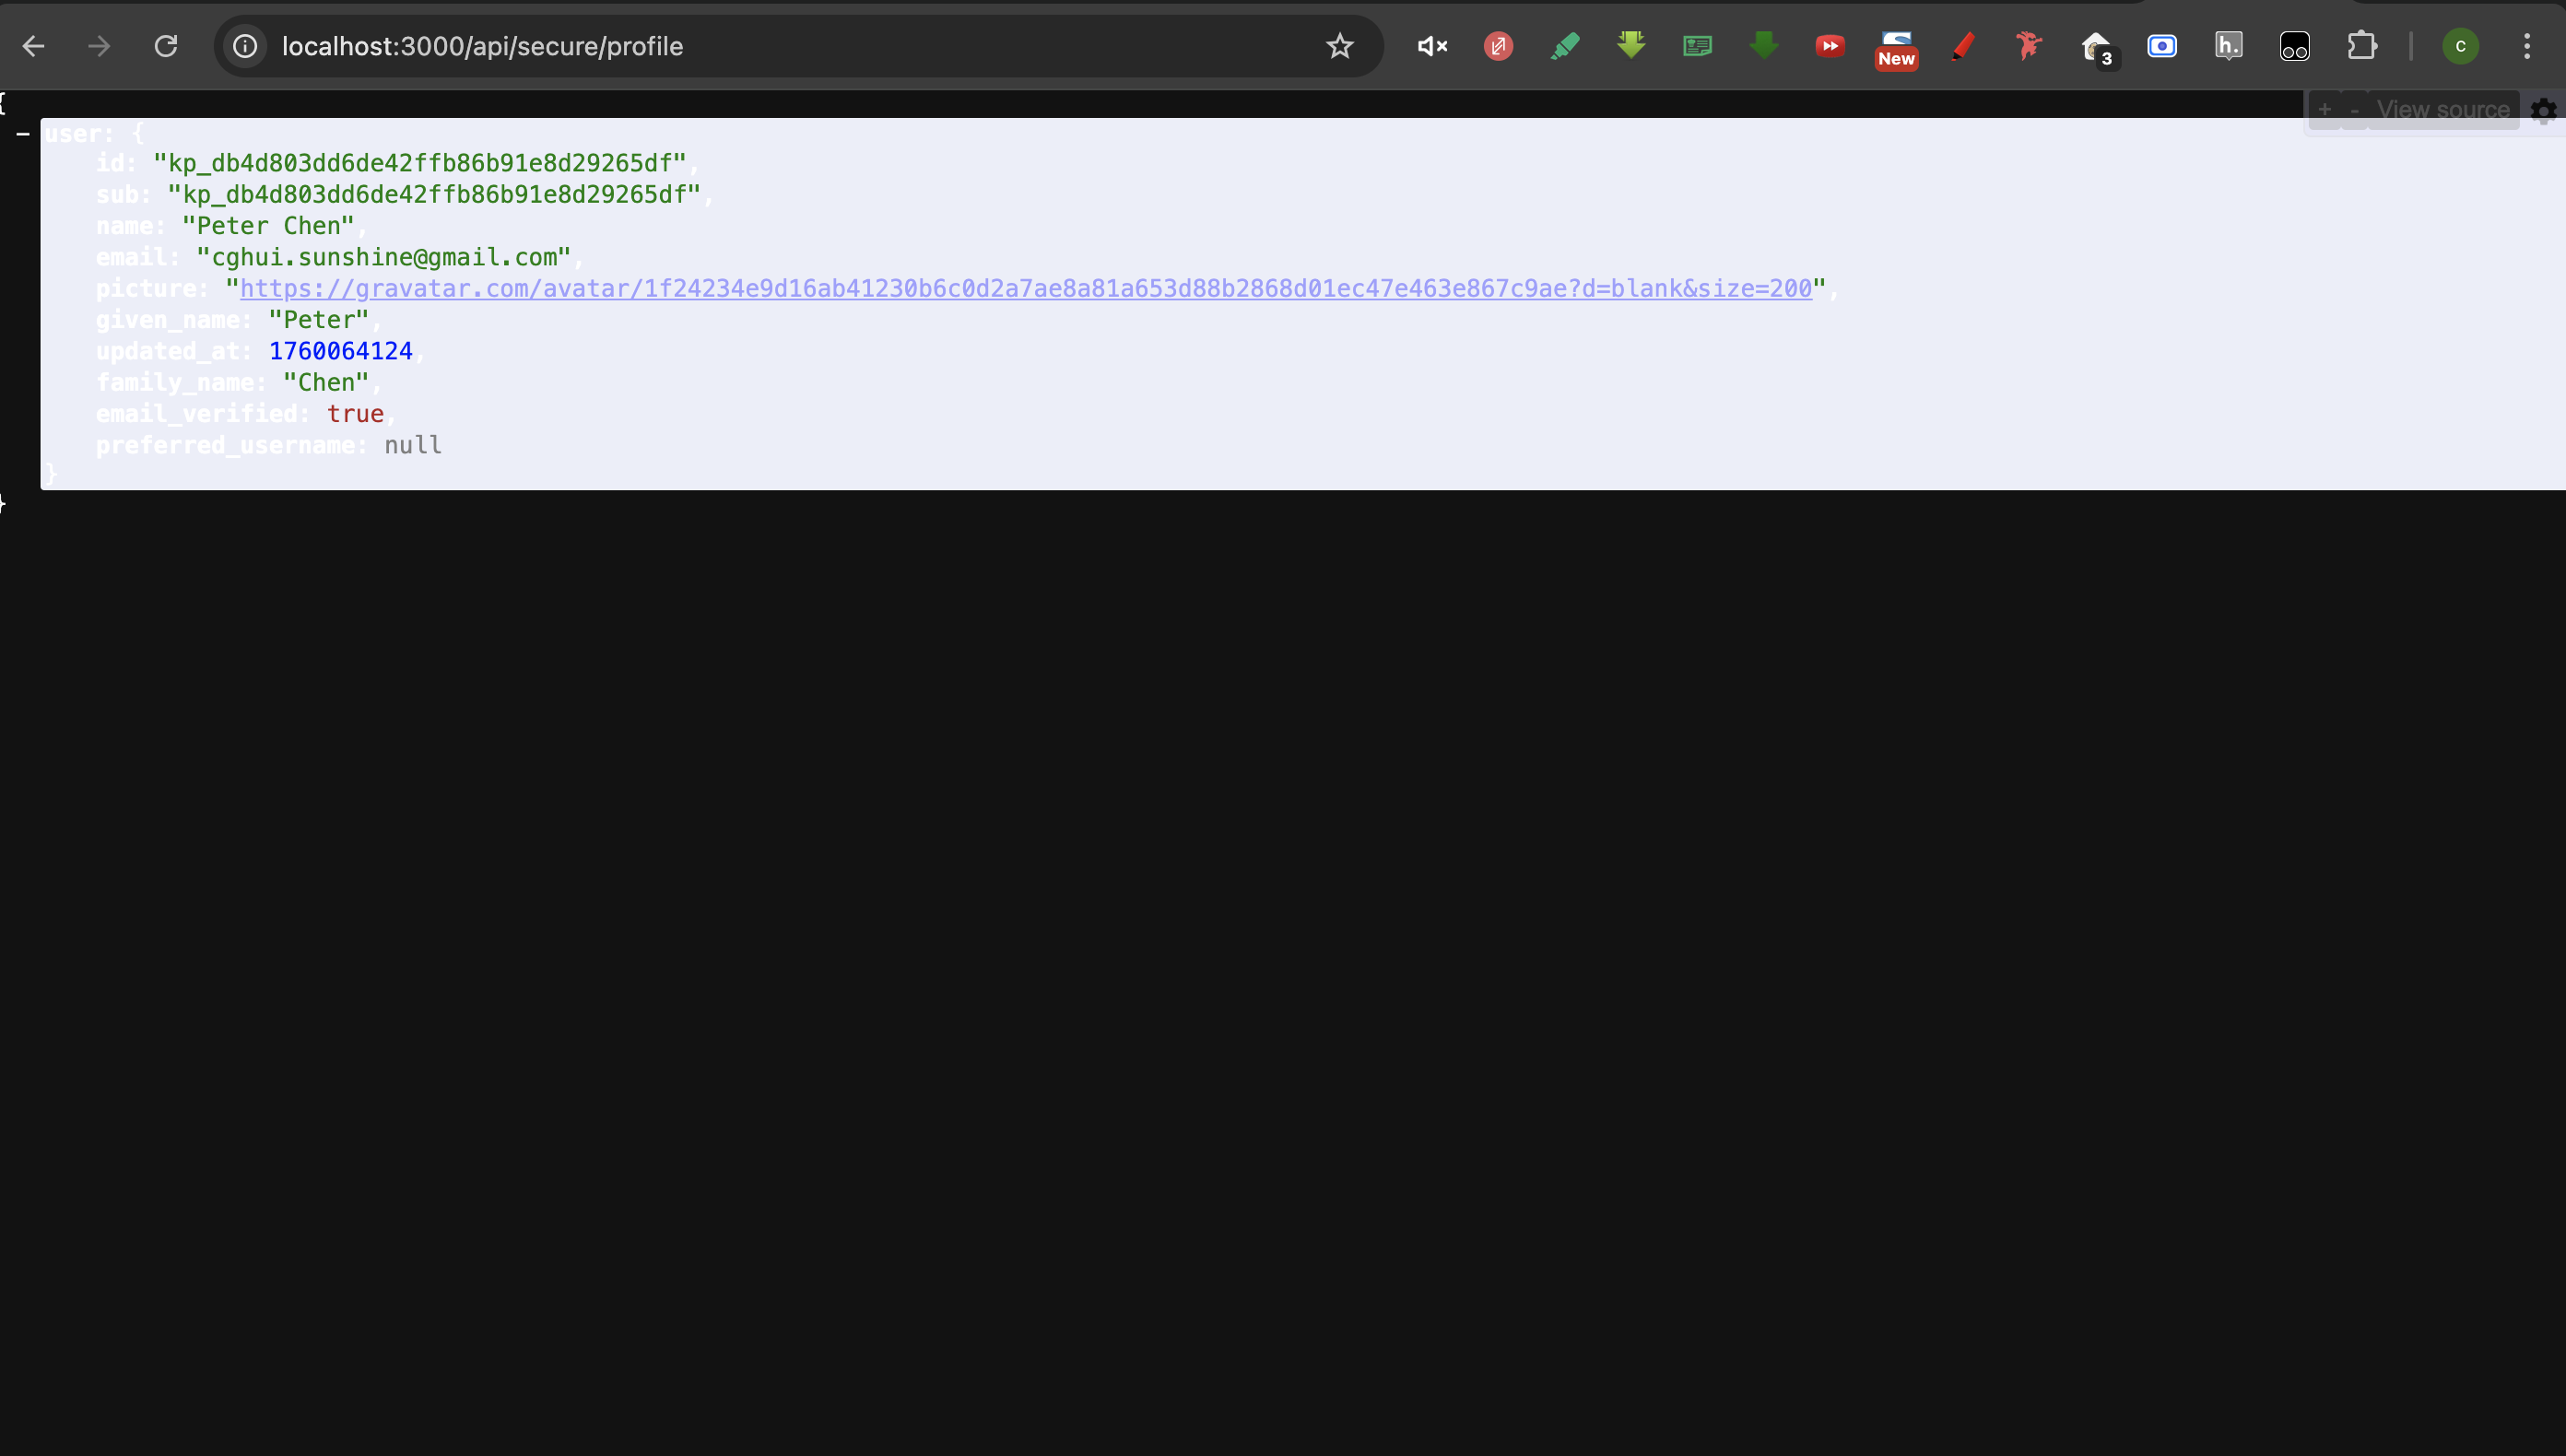 localhost:3000/api/secure/profile
New
3
h.
C
{
+ - View source
− user: {
id: "kp_db4d803dd6de42ffb86b91e8d29265df",
sub: "kp_db4d803dd6de42ffb86b91e8d29265df",
name: "Peter Chen",
email: "cghui.sunshine@gmail.com",
picture: "https://gravatar.com/avatar/1f24234e9d16ab41230b6c0d2a7ae8a81a653d88b2868d01ec47e463e867c9ae?d=blank&size=200",
given_name: "Peter",
updated_at: 1760064124,
family_name: "Chen",
email_verified: true,
preferred_username: null
}
}